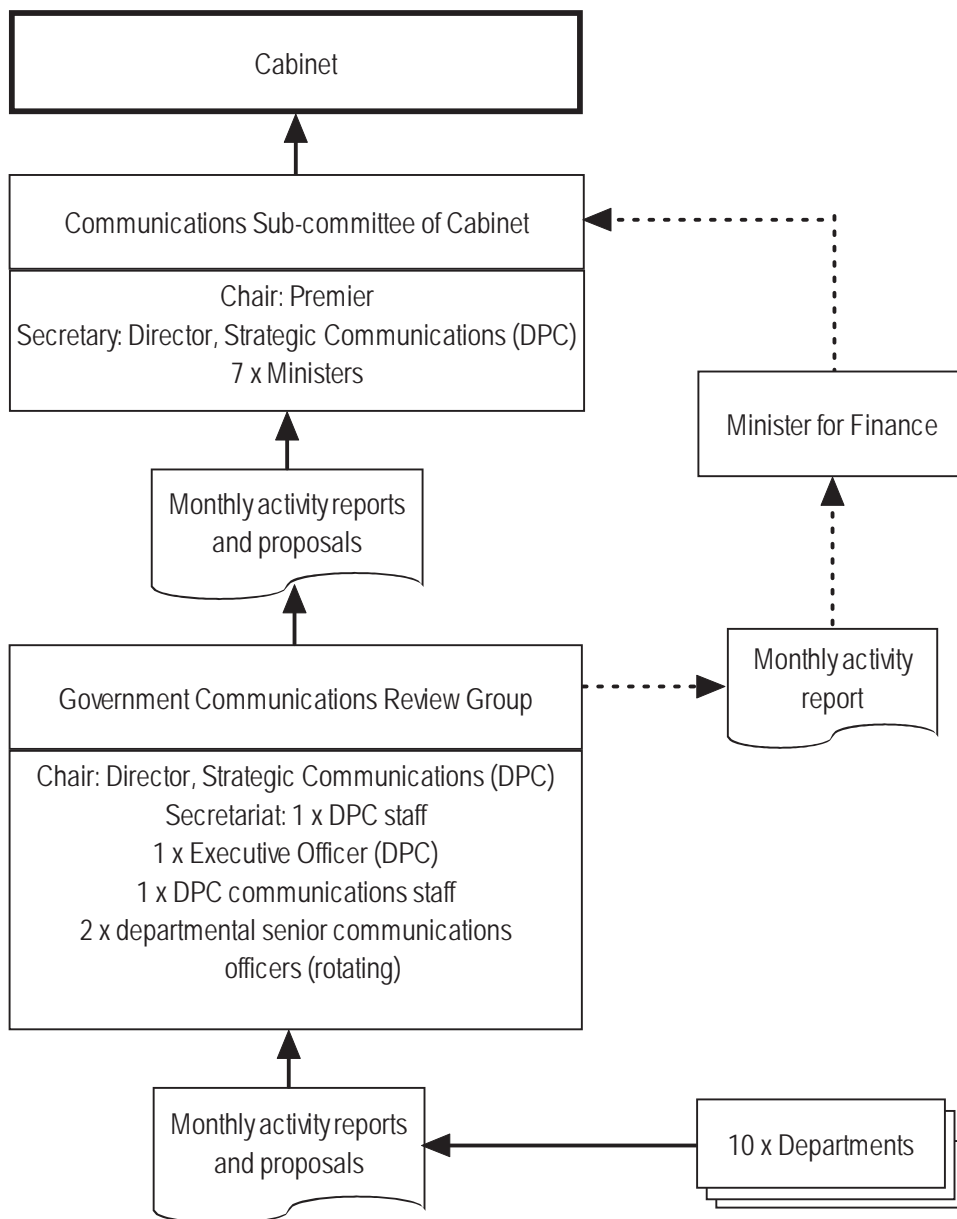 Cabinet
Communications Sub-committee of Cabinet
Chair: Premier
Secretary: Director, Strategic Communications (DPC)
7 x Ministers
Minister for Finance
Monthly activity reports
and proposals
Monthly activity
report
Government Communications Review Group
Chair: Director, Strategic Communications (DPC)
Secretariat: 1 x DPC staff
1 x Executive Officer (DPC)
1 x DPC communications staff
2 x departmental senior communications
officers (rotating)
Monthly activity reports
and proposals
10 x Departments